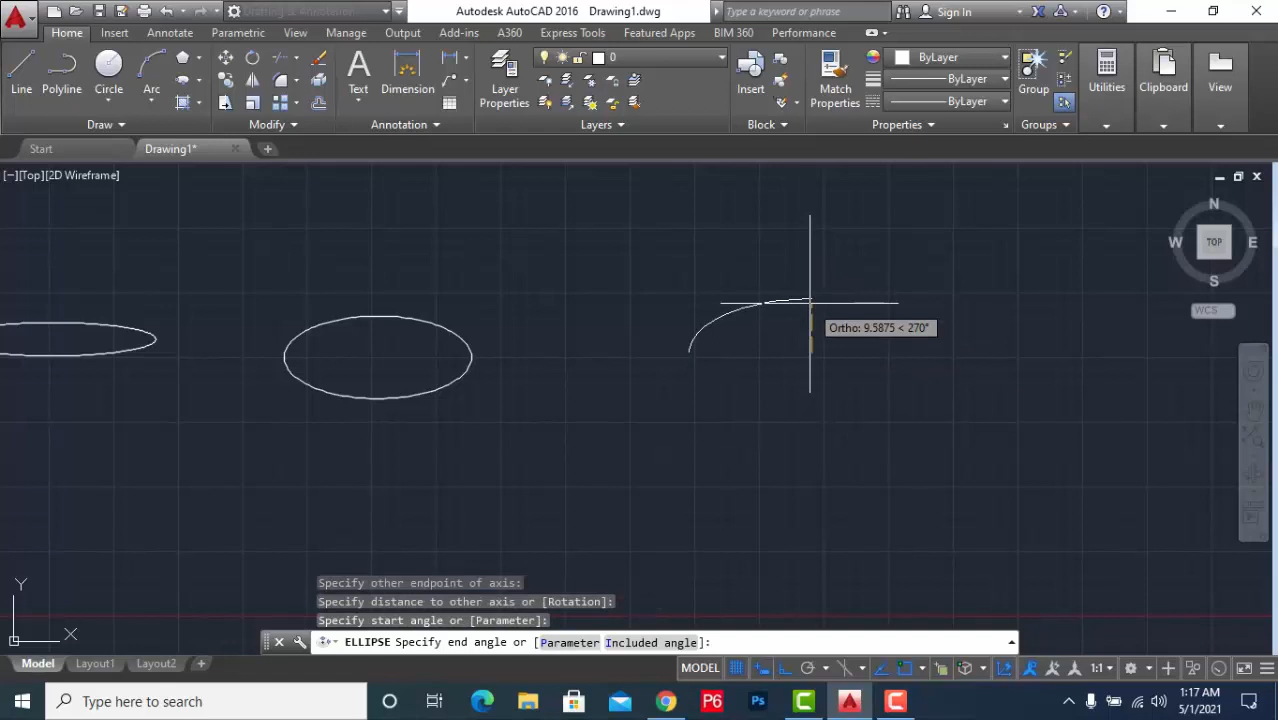 Drawing & Annotation
Autodesk AutoCAD 2016 Drawing1.dwg
Type a keyword or phrase
Sign In
Home Insert Annotate Parametric View Manage Output Add-ins A360 Express Tools Featured Apps BIM 360 Performance
0
ByLayer
ByLayer
ByLayer
Line Polyline Circle Arc
Text Dimension
Layer Properties
Insert
Match Properties
Group
Utilities
Clipboard
View
Draw Modify Annotation Layers Block Properties Groups
Start Drawing1*
[−][Top][2D Wireframe]
N
W TOP E
S
WCS
Ortho: 9.5875 < 270°
Y
X
Specify other endpoint of axis:
Specify distance to other axis or [Rotation]:
Specify start angle or [Parameter]:
ELLIPSE Specify end angle or [Parameter Included angle]:
Model Layout1 Layout2
MODEL 1:1
Type here to search
P6
Ps
1:17 AM
5/1/2021